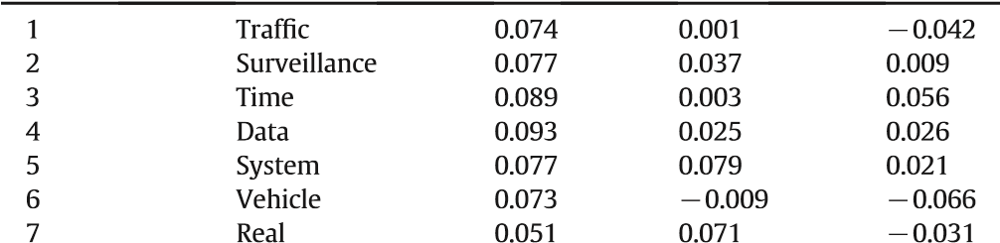 1 Traffic 0.074 0.001 −0.042
2 Surveillance 0.077 0.037 0.009
3 Time 0.089 0.003 0.056
4 Data 0.093 0.025 0.026
5 System 0.077 0.079 0.021
6 Vehicle 0.073 −0.009 −0.066
7 Real 0.051 0.071 −0.031